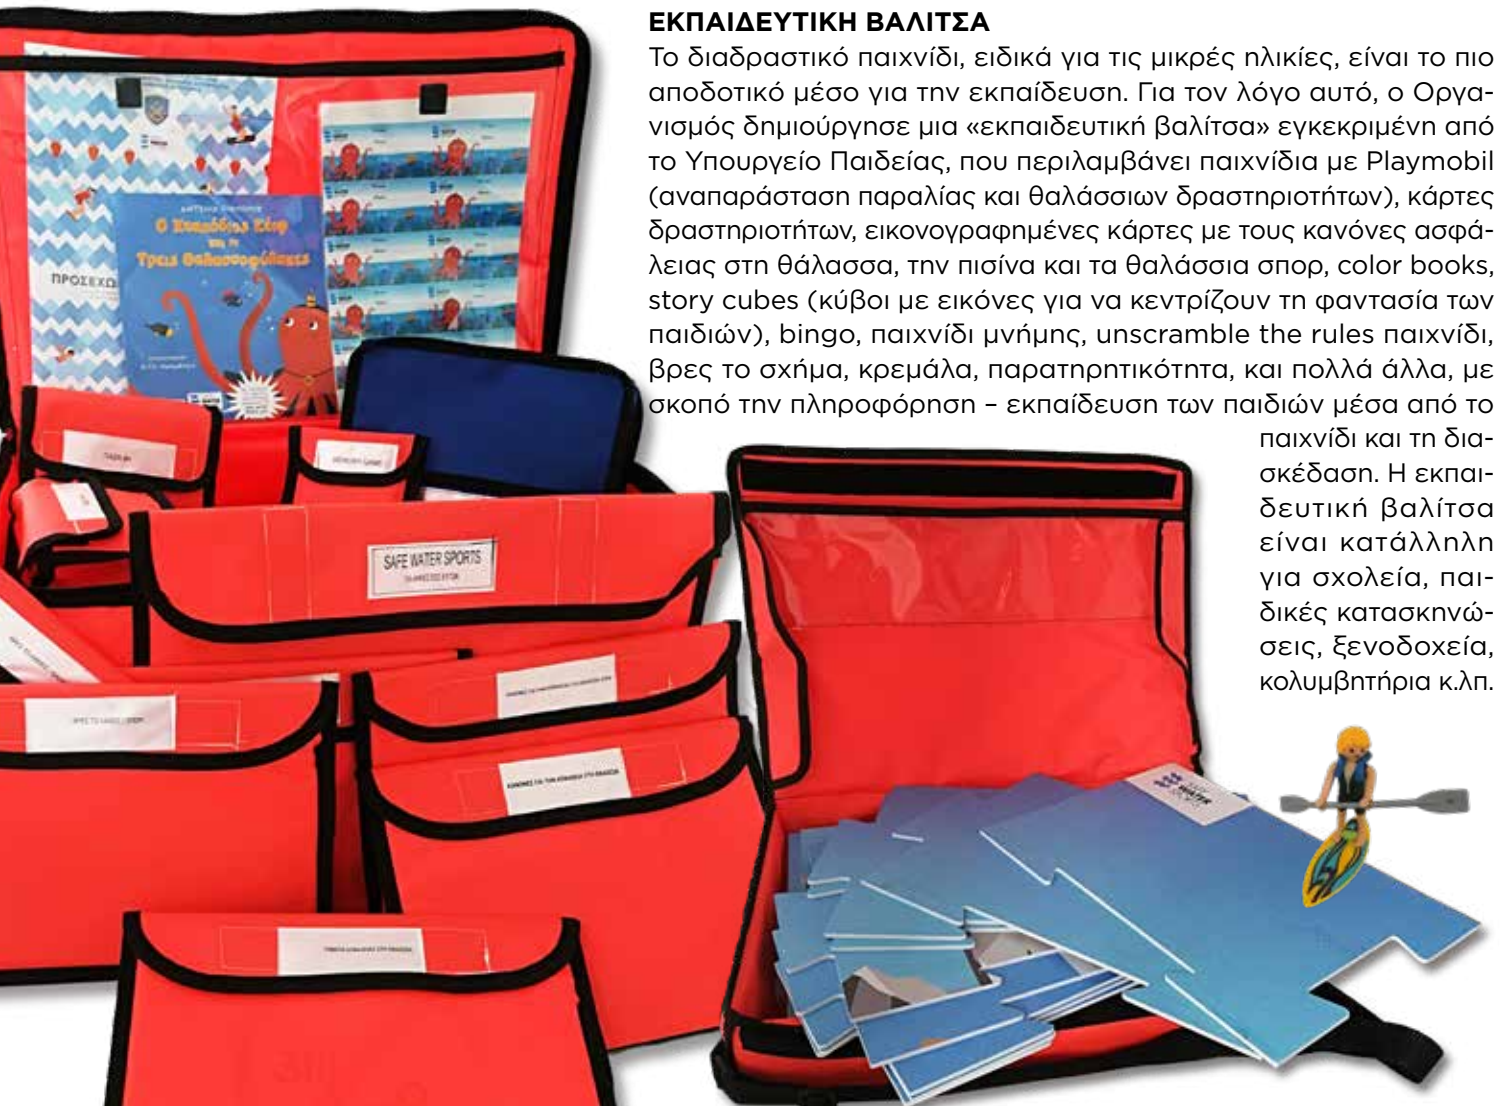 ΕΚΠΑΙΔΕΥΤΙΚΗ ΒΑΛΙΤΣΑ
Το διαδραστικό παιχνίδι, ειδικά για τις μικρές ηλικίες, είναι το πιο
αποδοτικό μέσο για την εκπαίδευση. Για τον λόγο αυτό, ο Οργα-
νισμός δημιούργησε μια «εκπαιδευτική βαλίτσα» εγκεκριμένη από
το Υπουργείο Παιδείας, που περιλαμβάνει παιχνίδια με Playmobil
(αναπαράσταση παραλίας και θαλάσσιων δραστηριοτήτων), κάρτες
δραστηριοτήτων, εικονογραφημένες κάρτες με τους κανόνες ασφά-
λειας στη θάλασσα, την πισίνα και τα θαλάσσια σπορ, color books,
story cubes (κύβοι με εικόνες για να κεντρίζουν τη φαντασία των
παιδιών), bingo, παιχνίδι μνήμης, unscramble the rules παιχνίδι,
βρες το σχήμα, κρεμάλα, παρατηρητικότητα, και πολλά άλλα, με
σκοπό την πληροφόρηση – εκπαίδευση των παιδιών μέσα από το
παιχνίδι και τη δια-
σκέδαση. Η εκπαι-
δευτική βαλίτσα
είναι κατάλληλη
για σχολεία, παι-
δικές κατασκηνώ-
σεις, ξενοδοχεία,
κολυμβητήρια κ.λπ.
ΠΡΟΣΕΧΩ
Τρεις Θαλασσοφύλακες
MEMORY GAME
SAFE WATER SPORTS
WATER